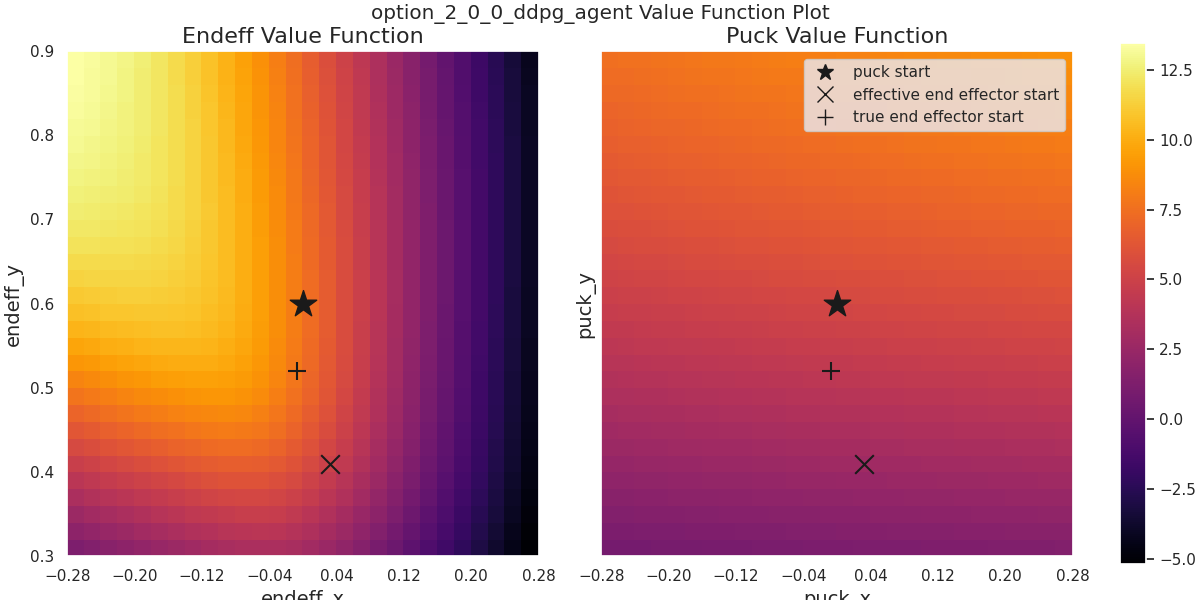 option_2_0_0_ddpg_agent Value Function Plot
Endeff Value Function
Puck Value Function
puck start
effective end effector start
true end effector start
endeff_y
0.9
0.8
0.7
0.6
0.5
0.4
0.3
−0.28 −0.20 −0.12 −0.04 0.04 0.12 0.20 0.28
endeff_x
puck_y
−0.28 −0.20 −0.12 −0.04 0.04 0.12 0.20 0.28
puck_x
12.5
10.0
7.5
5.0
2.5
0.0
−2.5
−5.0